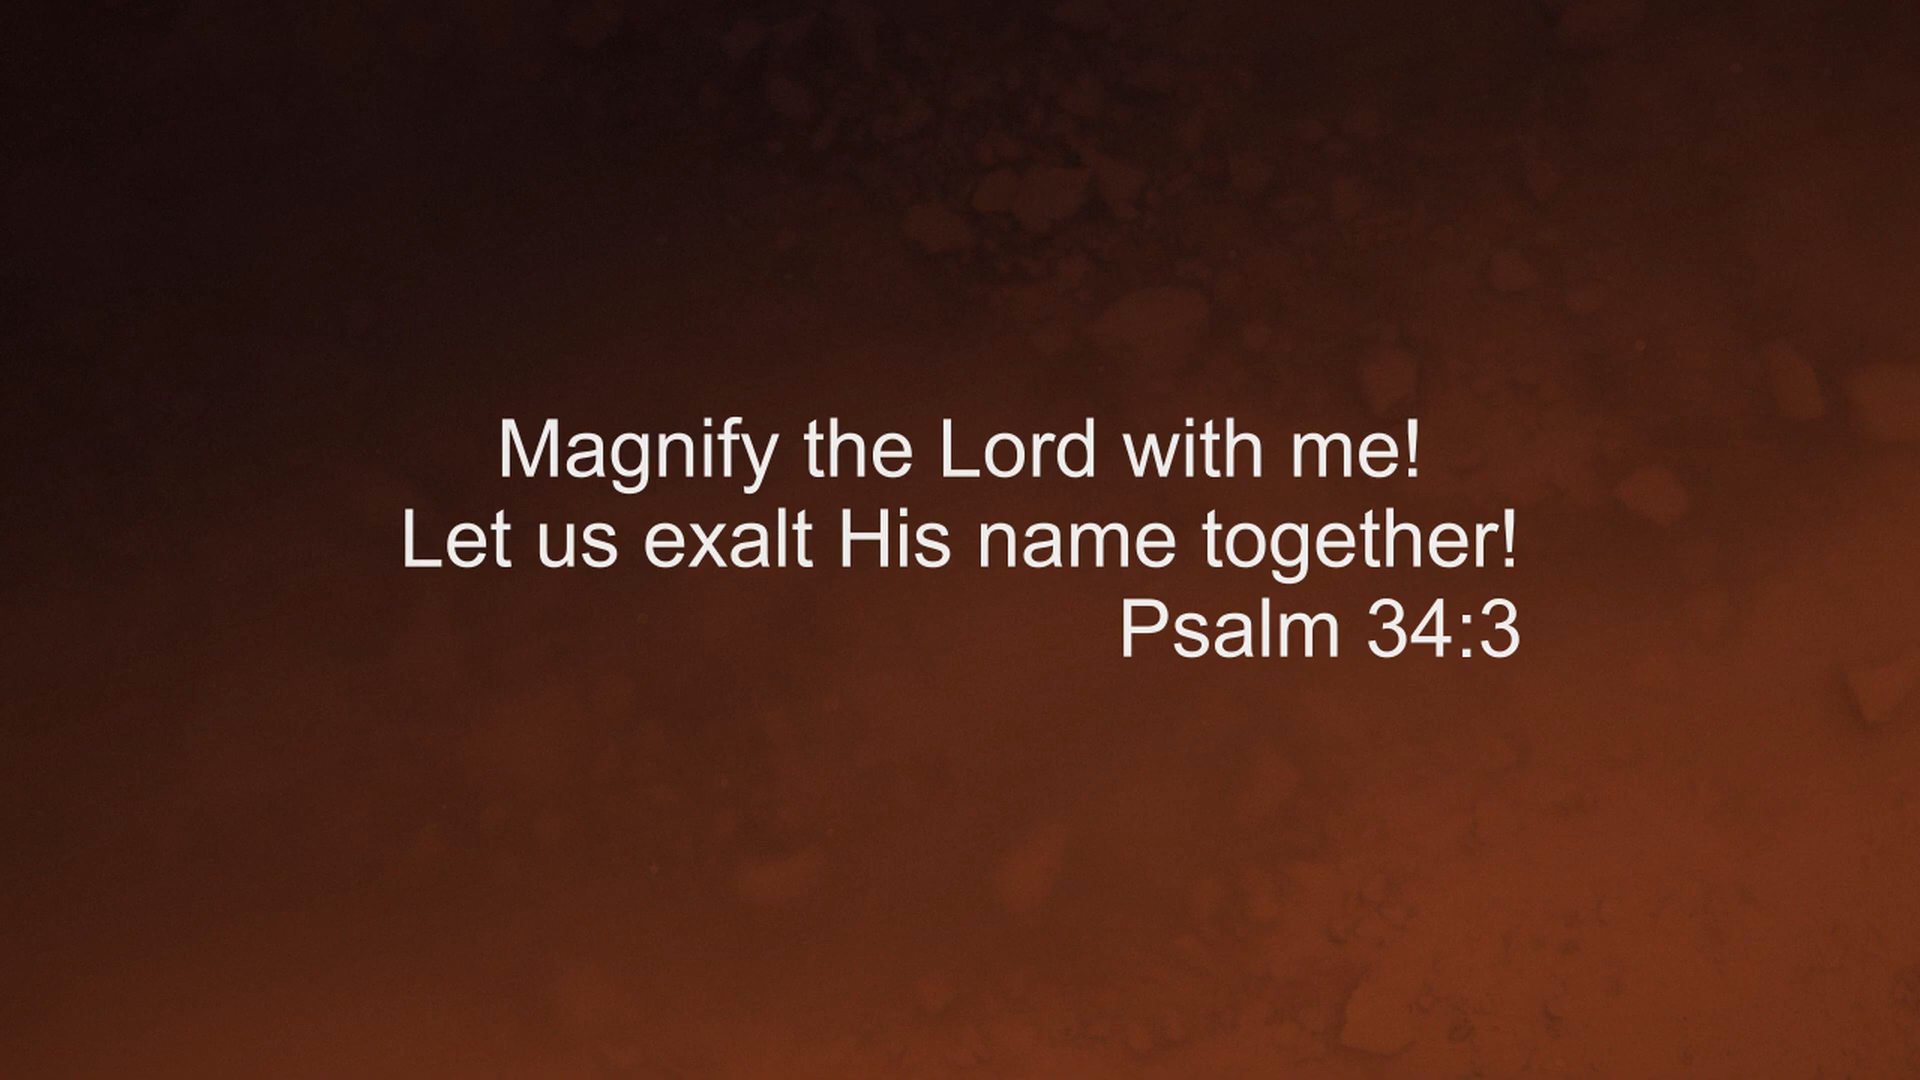 Magnify the Lord with me!
Let us exalt His name together!
Psalm 34:3